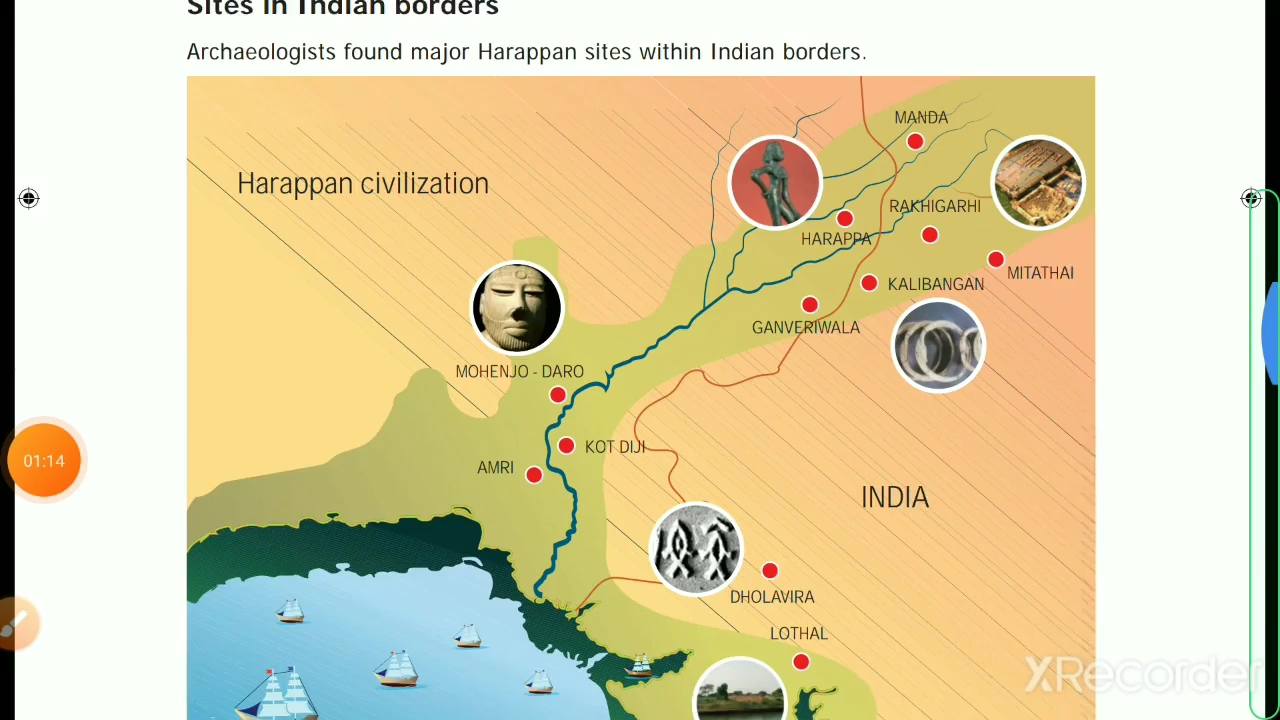 Sites in Indian borders
Archaeologists found major Harappan sites within Indian borders.
MANDA
Harappan civilization
RAKHIGARHI
HARAPPA
MITATHAI
KALIBANGAN
GANVERIWALA
MOHENJO - DARO
KOT DIJI
AMRI
01:14
INDIA
DHOLAVIRA
LOTHAL
XRecorder